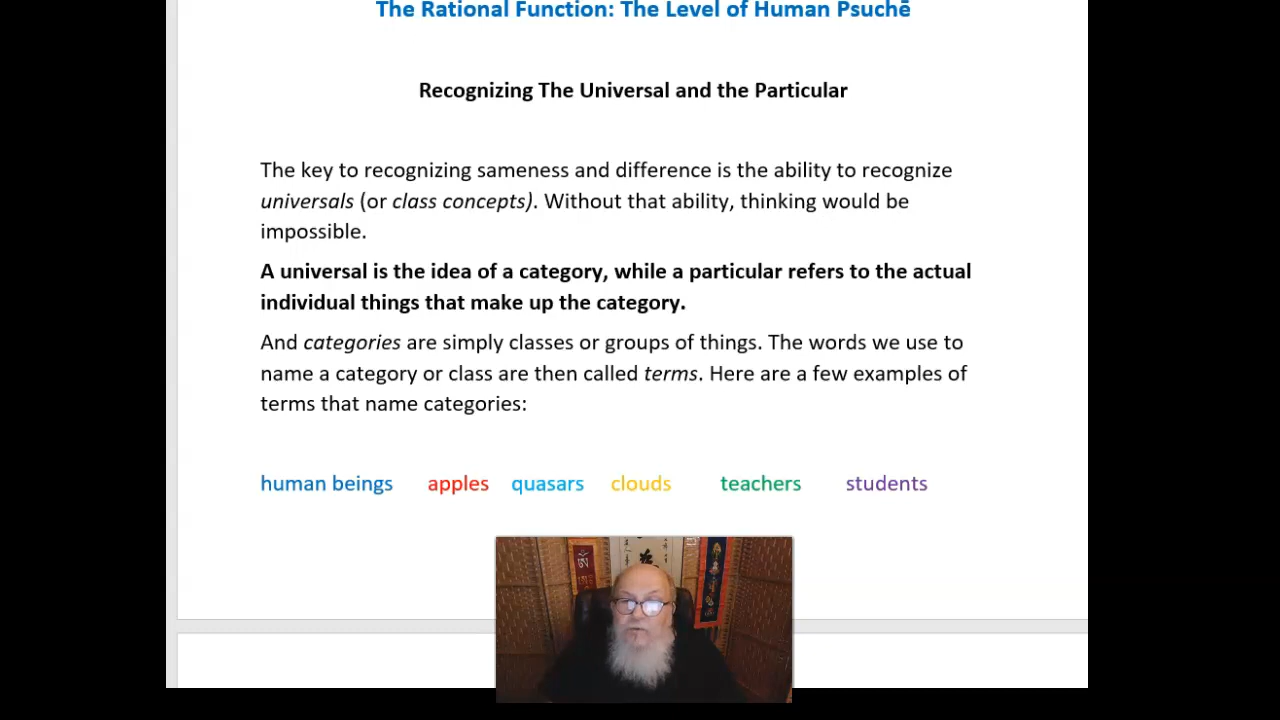 The Rational Function: The Level of Human Psuchē
Recognizing The Universal and the Particular
The key to recognizing sameness and difference is the ability to recognize
universals (or class concepts). Without that ability, thinking would be
impossible.
A universal is the idea of a category, while a particular refers to the actual
individual things that make up the category.
And categories are simply classes or groups of things. The words we use to
name a category or class are then called terms. Here are a few examples of
terms that name categories:
human beings apples quasars clouds teachers students